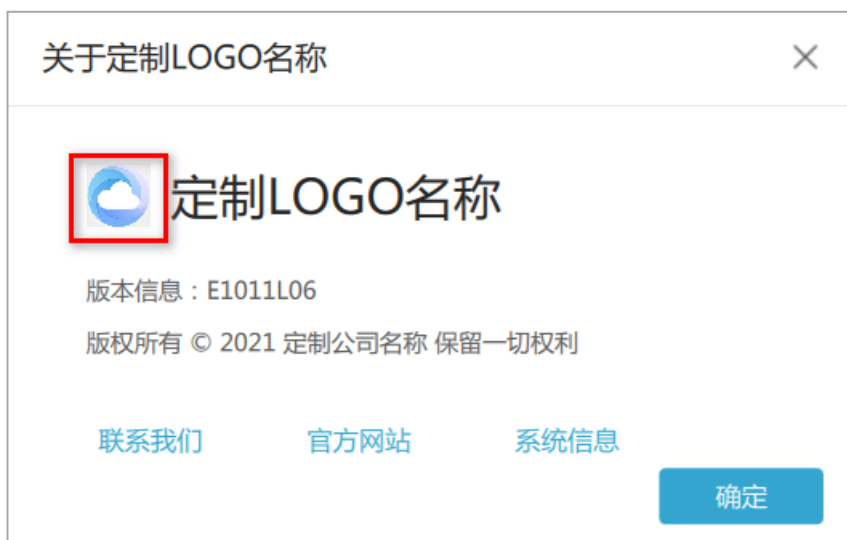 关于定制LOGO名称
定制LOGO名称
版本信息：E1011L06
版权所有 © 2021 定制公司名称 保留一切权利
联系我们 官方网站 系统信息
确定